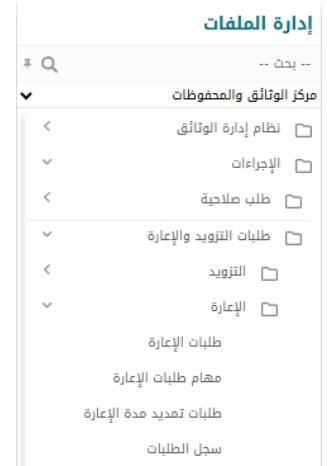 إدارة الملفات
-- بحث --
مركز الوثائق والمحفوظات
نظام إدارة الوثائق
الإجراءات
طلب صلاحية
طلبات التزويد والإعارة
التزويد
الإعارة
طلبات الإعارة
مهام طلبات الإعارة
طلبات تمديد مدة الإعارة
سجل الطلبات